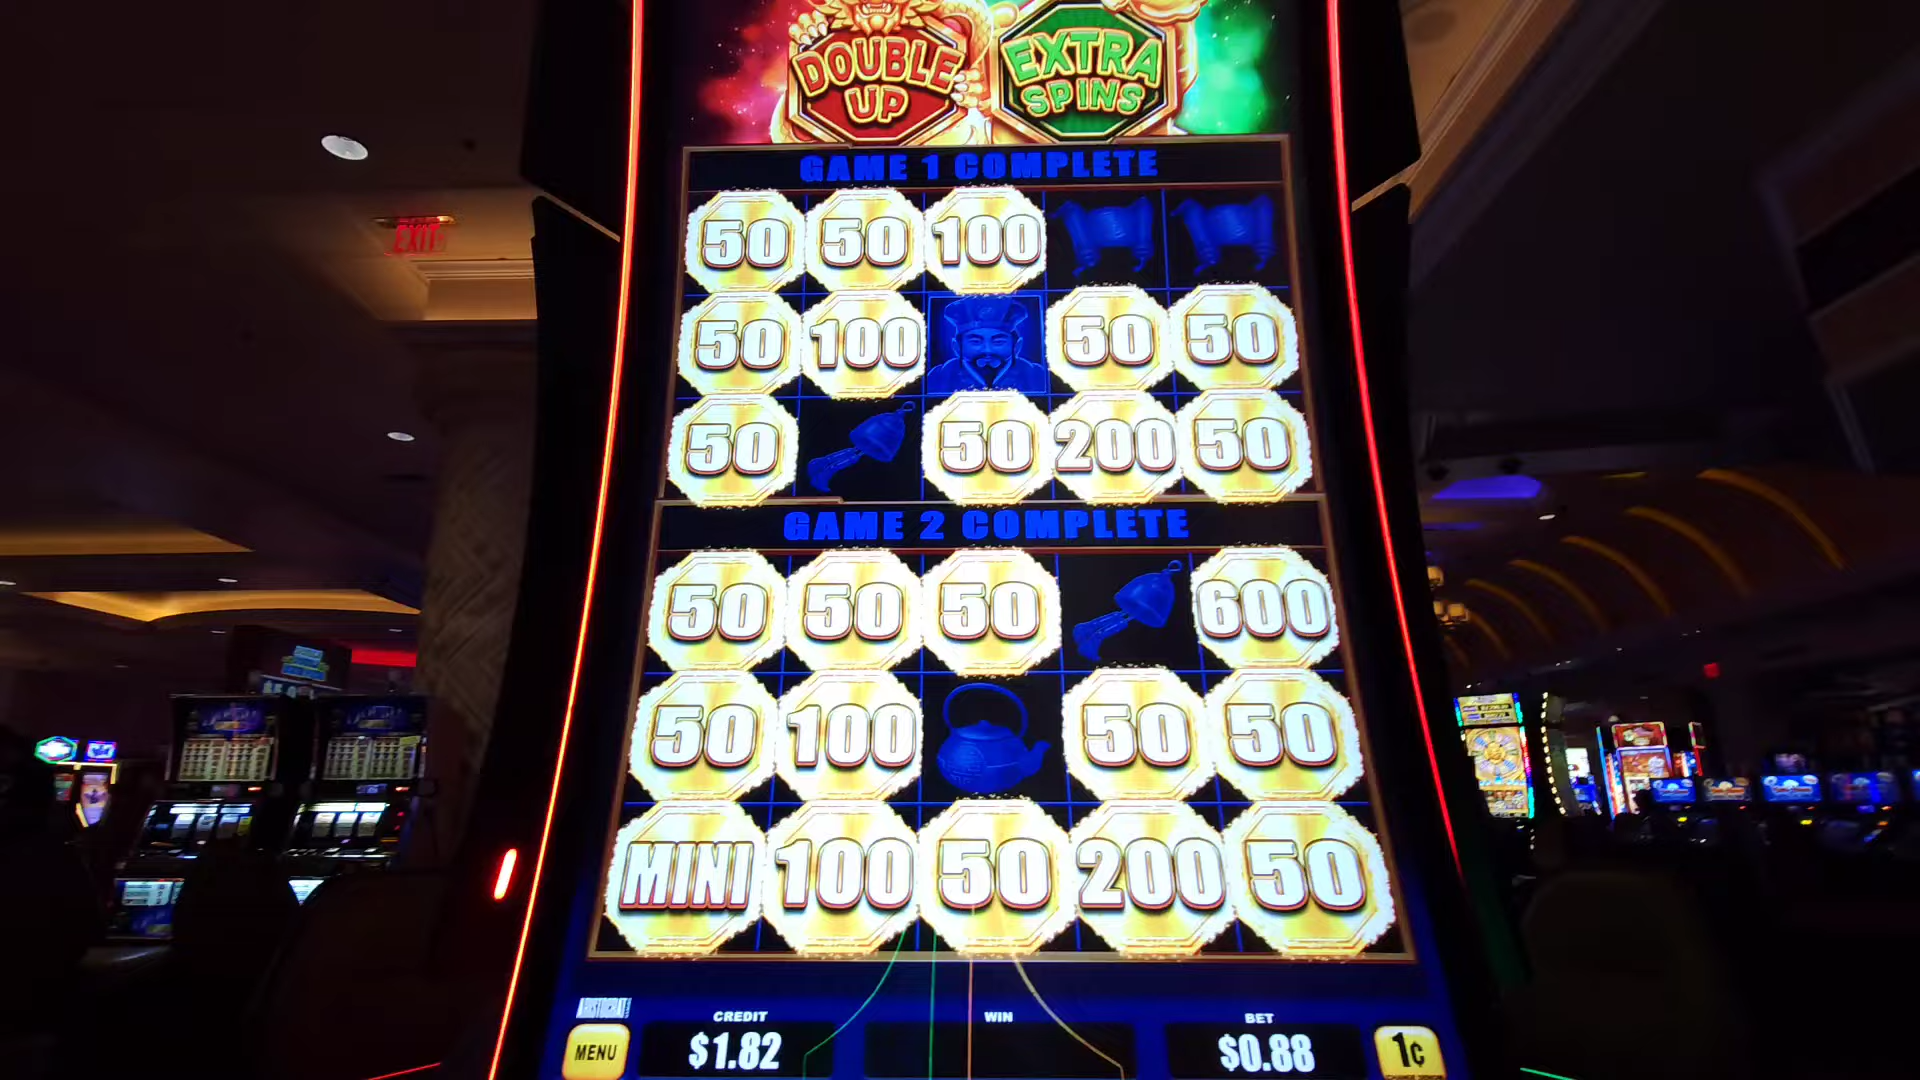 DOUBLE
UP
EXTRA
SPINS
GAME 1 COMPLETE
50 50 100
50 100 50 50
50 50 200 50
GAME 2 COMPLETE
50 50 50 600
50 100 50 50
MINI 100 50 200 50
EXIT
ARISTOCRAT
CREDIT WIN BET
MENU $1.82 $0.88 1¢